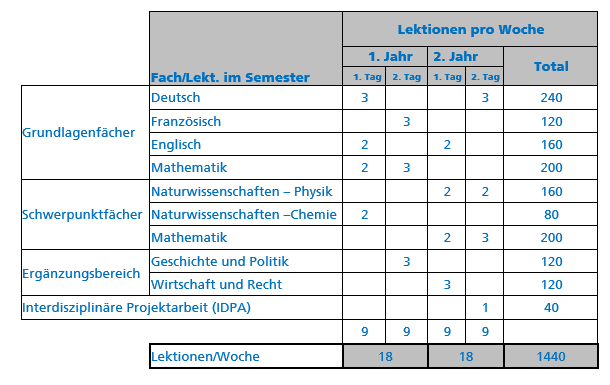 Lektionen pro Woche
1. Jahr 2. Jahr Total
Fach/Lekt. im Semester 1. Tag 2. Tag 1. Tag 2. Tag
Grundlagenfächer
Deutsch 3 3 240
Französisch 3 120
Englisch 2 2 160
Mathematik 2 3 200
Schwerpunktfächer
Naturwissenschaften – Physik 2 2 160
Naturwissenschaften –Chemie 2 80
Mathematik 2 3 200
Ergänzungsbereich
Geschichte und Politik 3 120
Wirtschaft und Recht 3 120
Interdisziplinäre Projektarbeit (IDPA) 1 40
9 9 9 9
Lektionen/Woche 18 18 1440